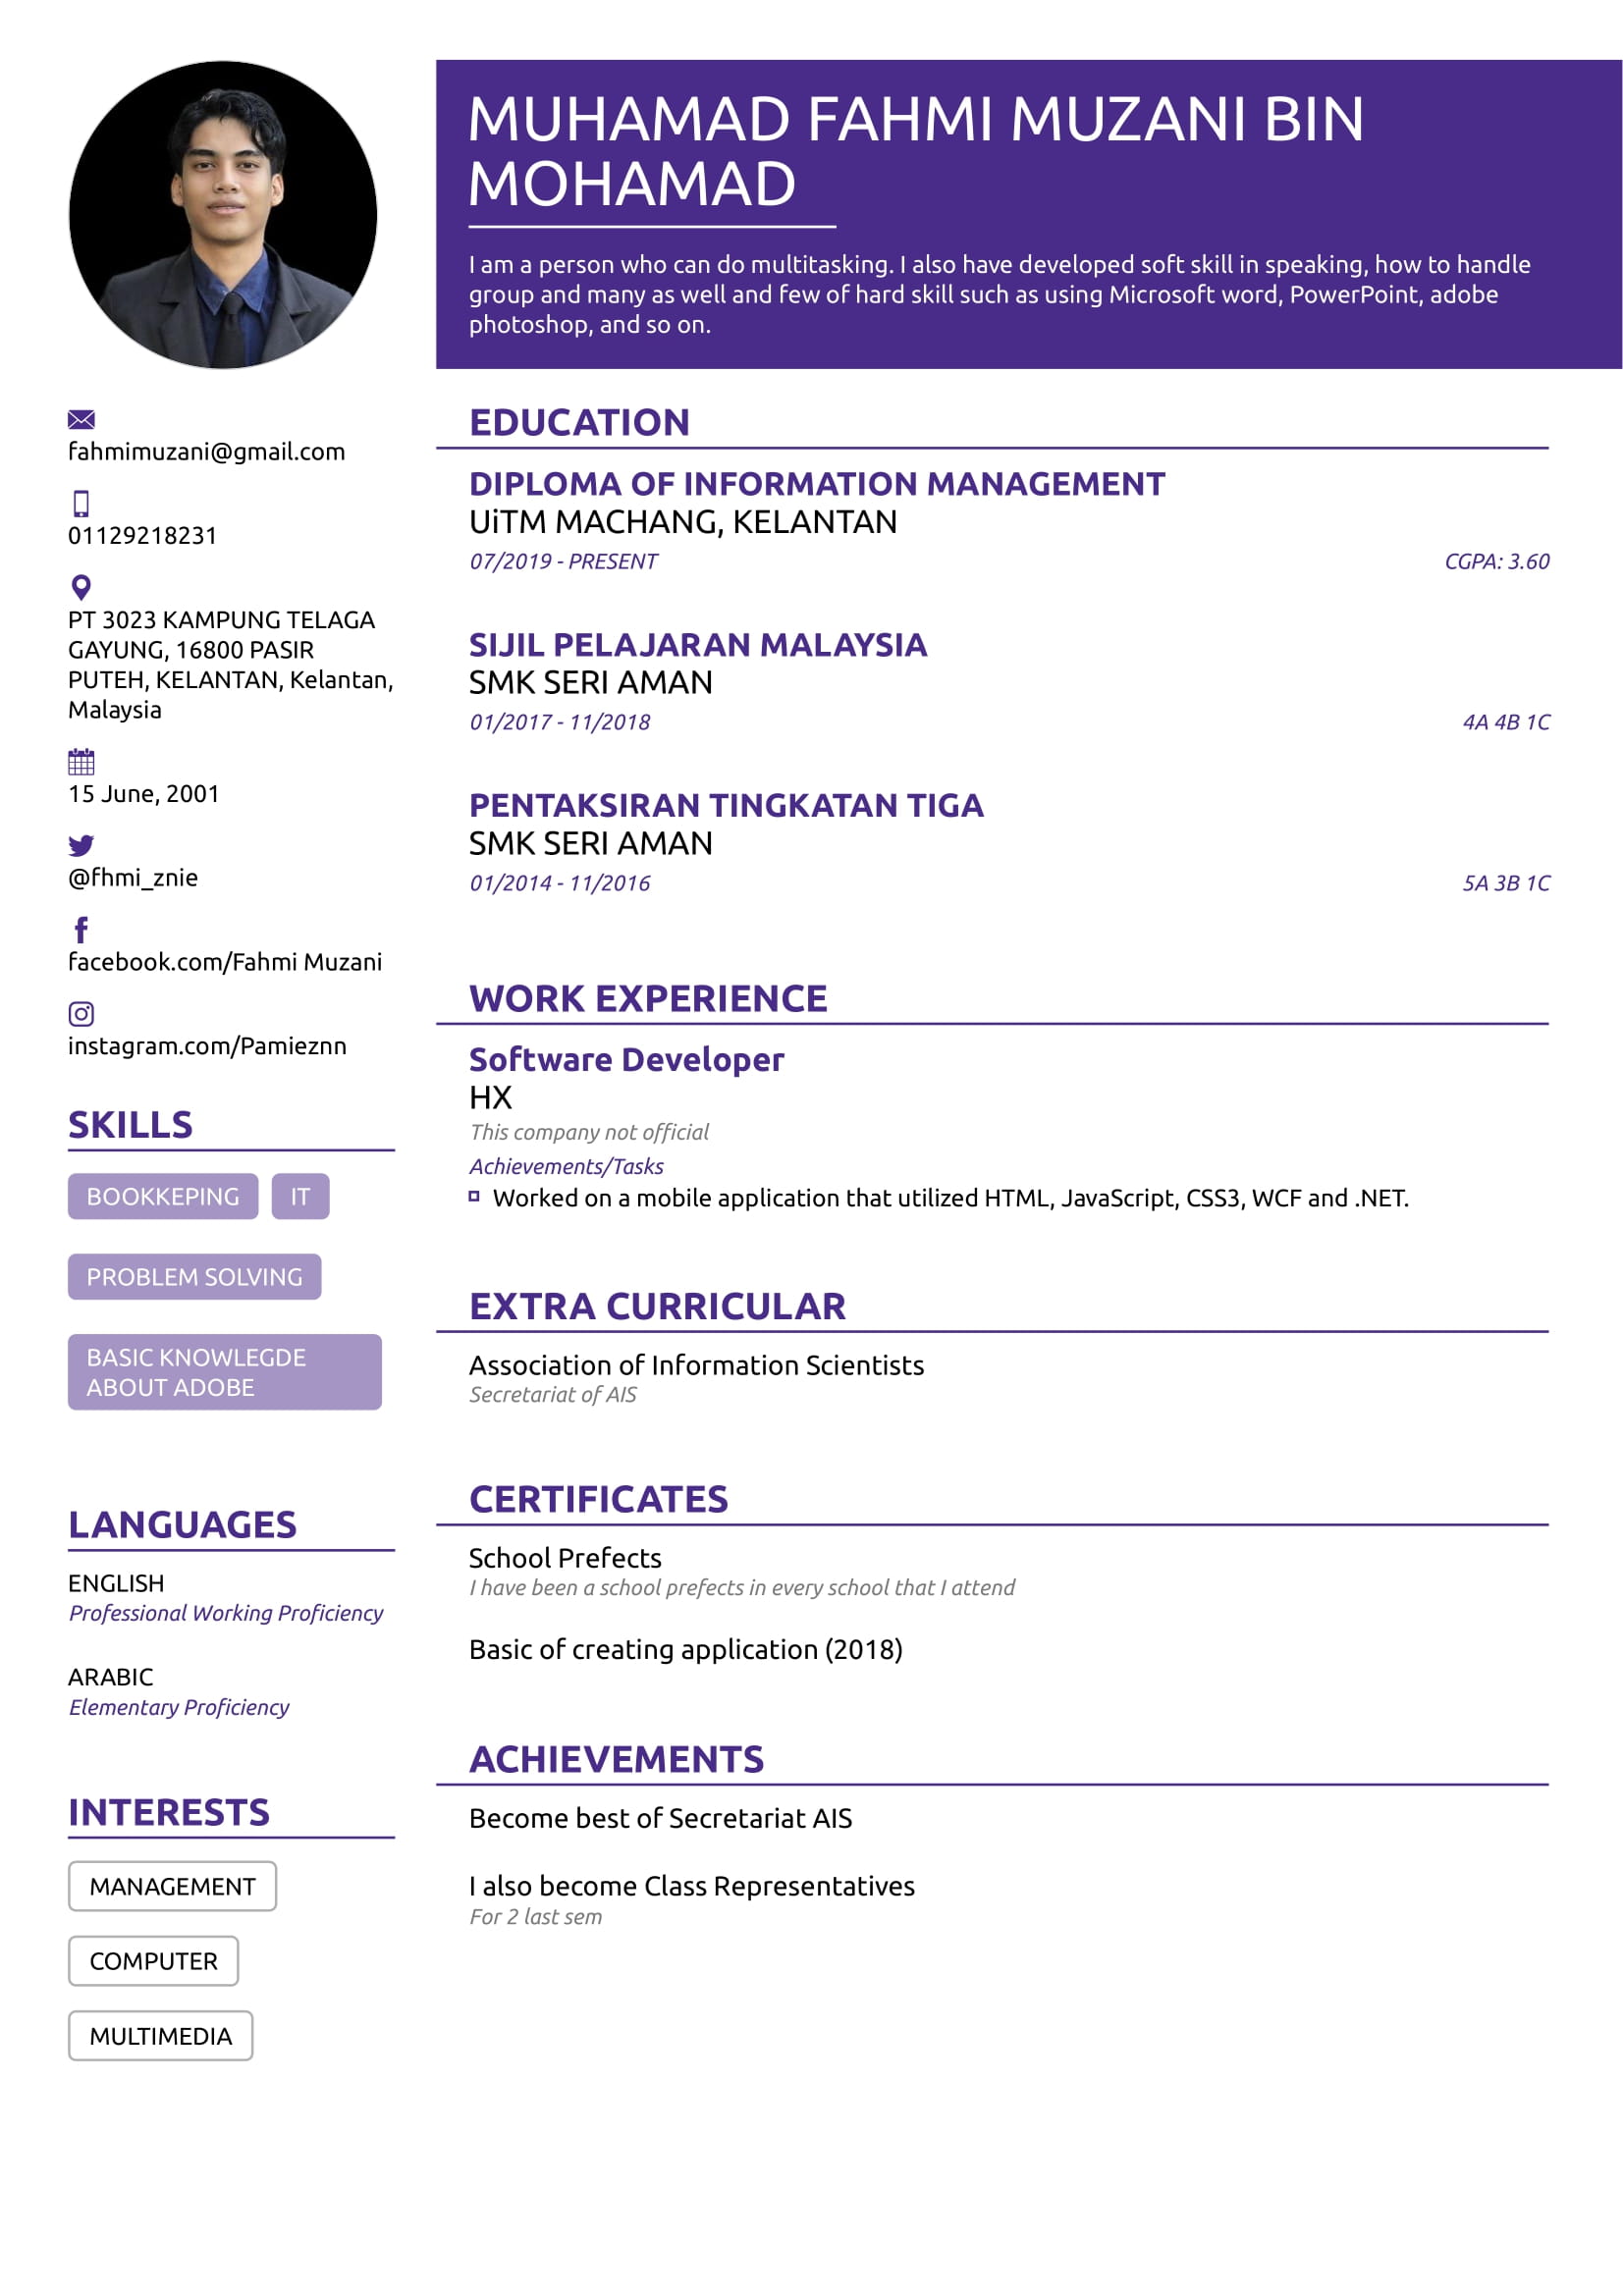 MUHAMAD FAHMI MUZANI BIN
MOHAMAD
I am a person who can do multitasking. I also have developed soft skill in speaking, how to handle
group and many as well and few of hard skill such as using Microsoft word, PowerPoint, adobe
photoshop, and so on.
fahmimuzani@gmail.com
01129218231
PT 3023 KAMPUNG TELAGA
GAYUNG, 16800 PASIR
PUTEH, KELANTAN, Kelantan,
Malaysia
15 June, 2001
@fhmi_znie
facebook.com/Fahmi Muzani
instagram.com/Pamieznn
SKILLS
BOOKKEPING IT
PROBLEM SOLVING
BASIC KNOWLEGDE
ABOUT ADOBE
LANGUAGES
ENGLISH
Professional Working Proficiency
ARABIC
Elementary Proficiency
INTERESTS
MANAGEMENT
COMPUTER
MULTIMEDIA
EDUCATION
DIPLOMA OF INFORMATION MANAGEMENT
UiTM MACHANG, KELANTAN
07/2019 - PRESENT CGPA: 3.60
SIJIL PELAJARAN MALAYSIA
SMK SERI AMAN
01/2017 - 11/2018 4A 4B 1C
PENTAKSIRAN TINGKATAN TIGA
SMK SERI AMAN
01/2014 - 11/2016 5A 3B 1C
WORK EXPERIENCE
Software Developer
HX
This company not official
Achievements/Tasks
Worked on a mobile application that utilized HTML, JavaScript, CSS3, WCF and .NET.
EXTRA CURRICULAR
Association of Information Scientists
Secretariat of AIS
CERTIFICATES
School Prefects
I have been a school prefects in every school that I attend
Basic of creating application (2018)
ACHIEVEMENTS
Become best of Secretariat AIS
I also become Class Representatives
For 2 last sem